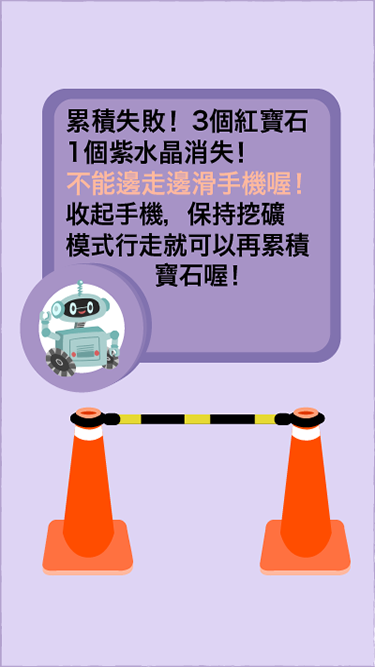 累積失敗！3個紅寶石
1個紫水晶消失！
不能邊走邊滑手機喔！
收起手機，保持挖礦
模式行走就可以再累積
寶石喔！